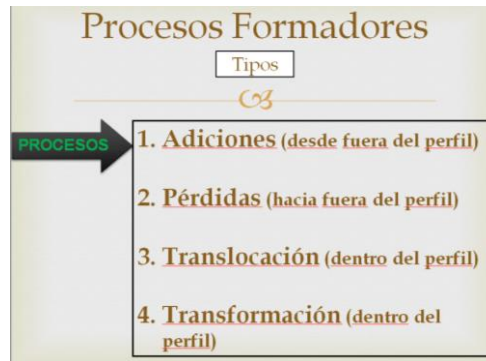 Procesos Formadores
Tipos
PROCESOS
1. Adiciones (desde fuera del perfil)
2. Pérdidas (hacia fuera del perfil)
3. Translocación (dentro del perfil)
4. Transformación (dentro del
perfil)